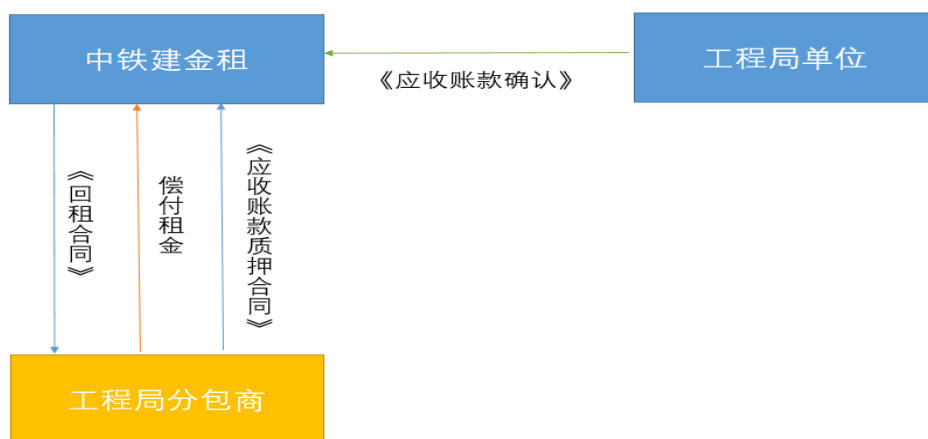 中铁建金租
工程局单位
《应收账款确认》
《回租合同》
偿付租金
《应收账款质押合同》
工程局分包商